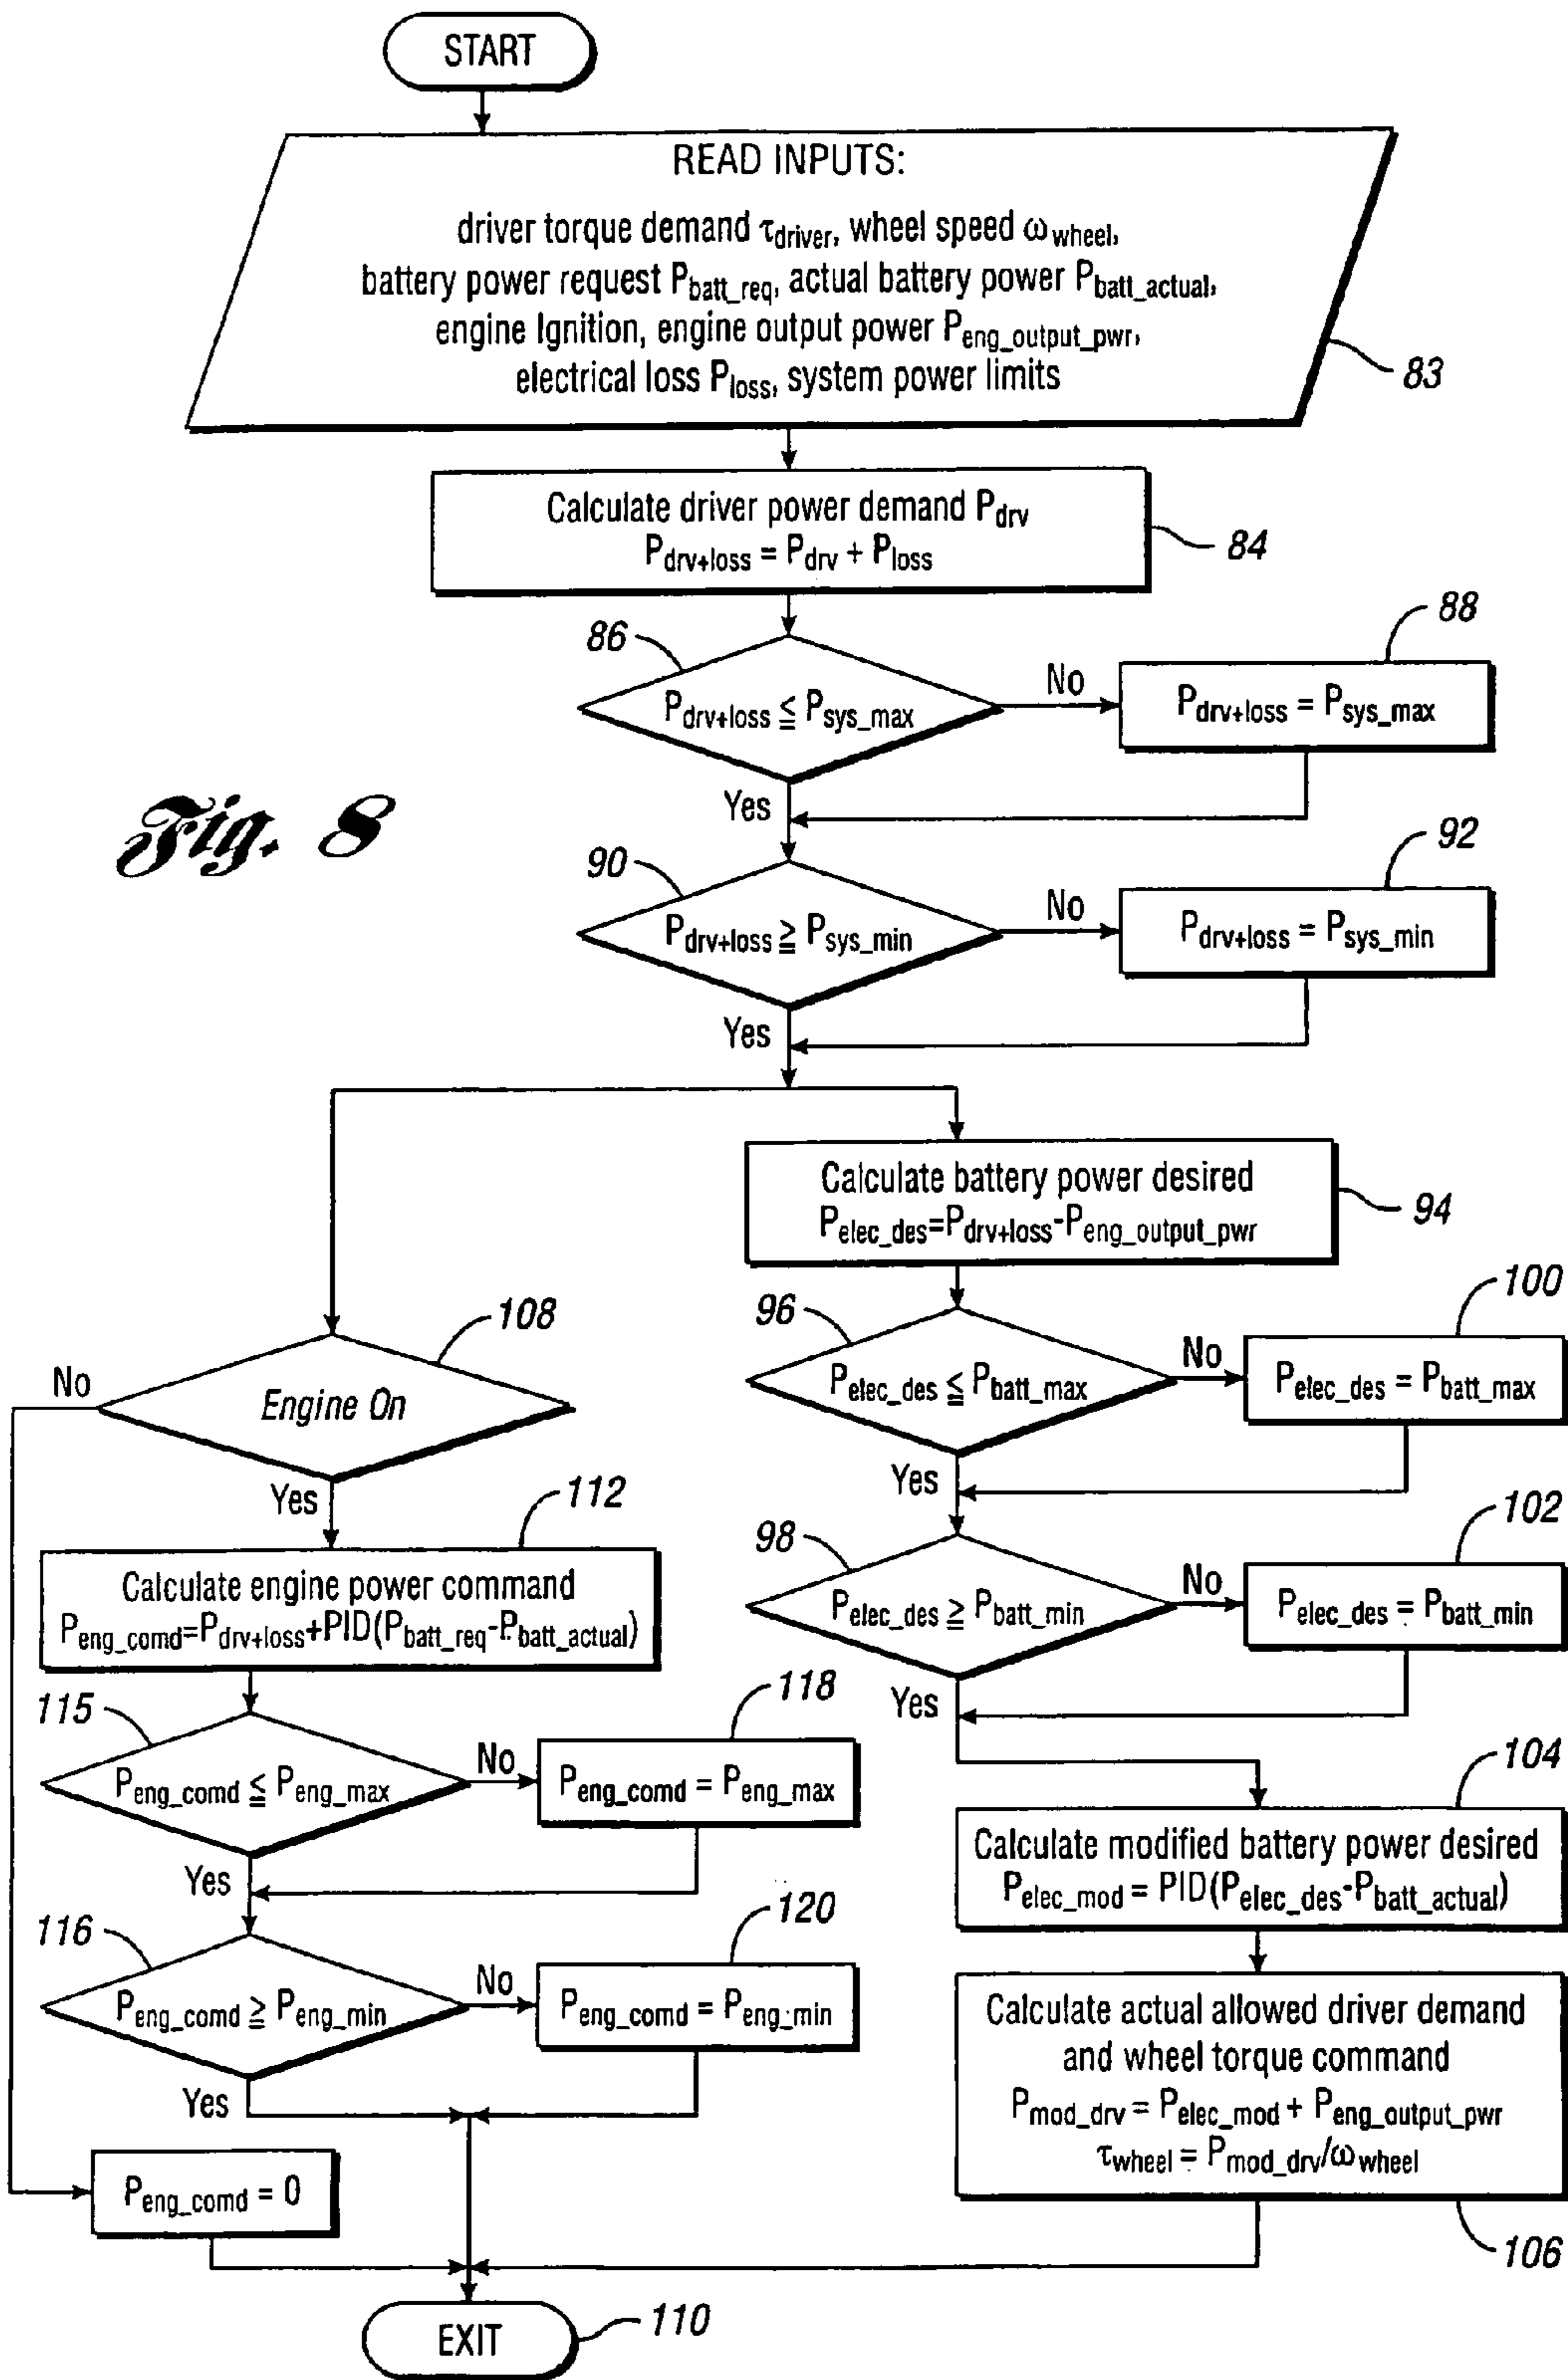 START
READ INPUTS:
driver torque demand τdriver, wheel speed ωwheel,
battery power request Pbatt_req, actual battery power Pbatt_actual,
engine Ignition, engine output power Peng_output_pwr,
electrical loss Ploss, system power limits
83
Calculate driver power demand Pdrv
Pdrv+loss = Pdrv + Ploss
84
86
Pdrv+loss ≦ Psys_max
No
88
Pdrv+loss = Psys_max
Yes
Fig. 8
90
Pdrv+loss ≧ Psys_min
No
92
Pdrv+loss = Psys_min
Yes
Calculate battery power desired
Pelec_des=Pdrv+loss-Peng_output_pwr
94
96
Pelec_des ≦ Pbatt_max
No
100
Pelec_des = Pbatt_max
Yes
98
Pelec_des ≧ Pbatt_min
No
102
Pelec_des = Pbatt_min
Yes
104
Calculate modified battery power desired
Pelec_mod = PID(Pelec_des-Pbatt_actual)
Calculate actual allowed driver demand
and wheel torque command
Pmod_drv = Pelec_mod + Peng_output_pwr
τwheel = Pmod_drv/ωwheel
106
108
No
Engine On
Yes
112
Calculate engine power command
Peng_comd=Pdrv+loss+PID(Pbatt_req-Pbatt_actual)
115
Peng_comd ≦ Peng_max
No
118
Peng_comd = Peng_max
Yes
116
Peng_comd ≧ Peng_min
No
120
Peng_comd = Peng_min
Yes
Peng_comd = 0
EXIT
110